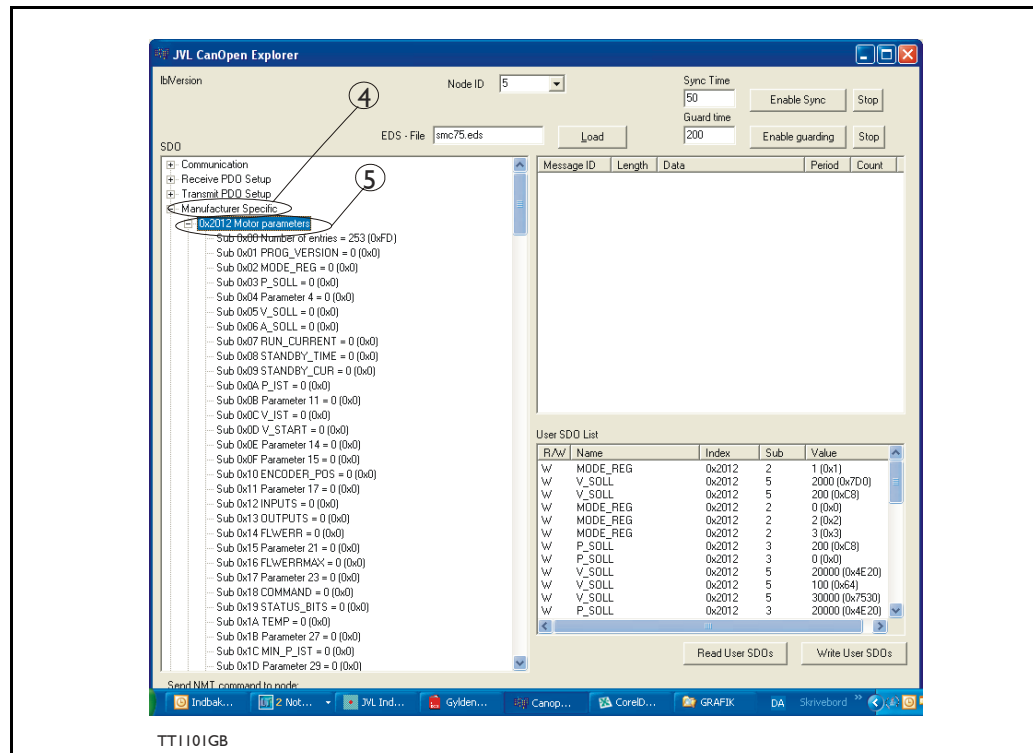 JVL CanOpen Explorer
lblVersion
Node ID 5
Sync Time
50 Enable Sync Stop
Guard time
EDS - File smc75.eds Load 200 Enable guarding Stop
4
5
SDO
Communication
Receive PDO Setup
Transmit PDO Setup
Manufacturer Specific
0x2012 Motor parameters
Sub 0x00 Number of entries = 253 (0xFD)
Sub 0x01 PROG_VERSION = 0 (0x0)
Sub 0x02 MODE_REG = 0 (0x0)
Sub 0x03 P_SOLL = 0 (0x0)
Sub 0x04 Parameter 4 = 0 (0x0)
Sub 0x05 V_SOLL = 0 (0x0)
Sub 0x06 A_SOLL = 0 (0x0)
Sub 0x07 RUN_CURRENT = 0 (0x0)
Sub 0x08 STANDBY_TIME = 0 (0x0)
Sub 0x09 STANDBY_CUR = 0 (0x0)
Sub 0x0A P_IST = 0 (0x0)
Sub 0x0B Parameter 11 = 0 (0x0)
Sub 0x0C V_IST = 0 (0x0)
Sub 0x0D V_START = 0 (0x0)
Sub 0x0E Parameter 14 = 0 (0x0)
Sub 0x0F Parameter 15 = 0 (0x0)
Sub 0x10 ENCODER_POS = 0 (0x0)
Sub 0x11 Parameter 17 = 0 (0x0)
Sub 0x12 INPUTS = 0 (0x0)
Sub 0x13 OUTPUTS = 0 (0x0)
Sub 0x14 FLWERR = 0 (0x0)
Sub 0x15 Parameter 21 = 0 (0x0)
Sub 0x16 FLWERRMAX = 0 (0x0)
Sub 0x17 Parameter 23 = 0 (0x0)
Sub 0x18 COMMAND = 0 (0x0)
Sub 0x19 STATUS_BITS = 0 (0x0)
Sub 0x1A TEMP = 0 (0x0)
Sub 0x1B Parameter 27 = 0 (0x0)
Sub 0x1C MIN_P_IST = 0 (0x0)
Sub 0x1D Parameter 29 = 0 (0x0)
Send NMT command to node:
Message ID Length Data Period Count
User SDO List
R/W Name Index Sub Value
W MODE_REG 0x2012 2 1 (0x1)
W V_SOLL 0x2012 5 2000 (0x7D0)
W V_SOLL 0x2012 5 200 (0xC8)
W MODE_REG 0x2012 2 0 (0x0)
W MODE_REG 0x2012 2 2 (0x2)
W MODE_REG 0x2012 2 3 (0x3)
W P_SOLL 0x2012 3 200 (0xC8)
W P_SOLL 0x2012 3 0 (0x0)
W V_SOLL 0x2012 5 20000 (0x4E20)
W V_SOLL 0x2012 5 100 (0x64)
W V_SOLL 0x2012 5 30000 (0x7530)
W P_SOLL 0x2012 3 20000 (0x4E20)
Read User SDOs Write User SDOs
Indbak... 2 Not... JVL Ind... Gylden... Canop... CorelD... GRAFIK DA Skrivebord »
TT1101GB